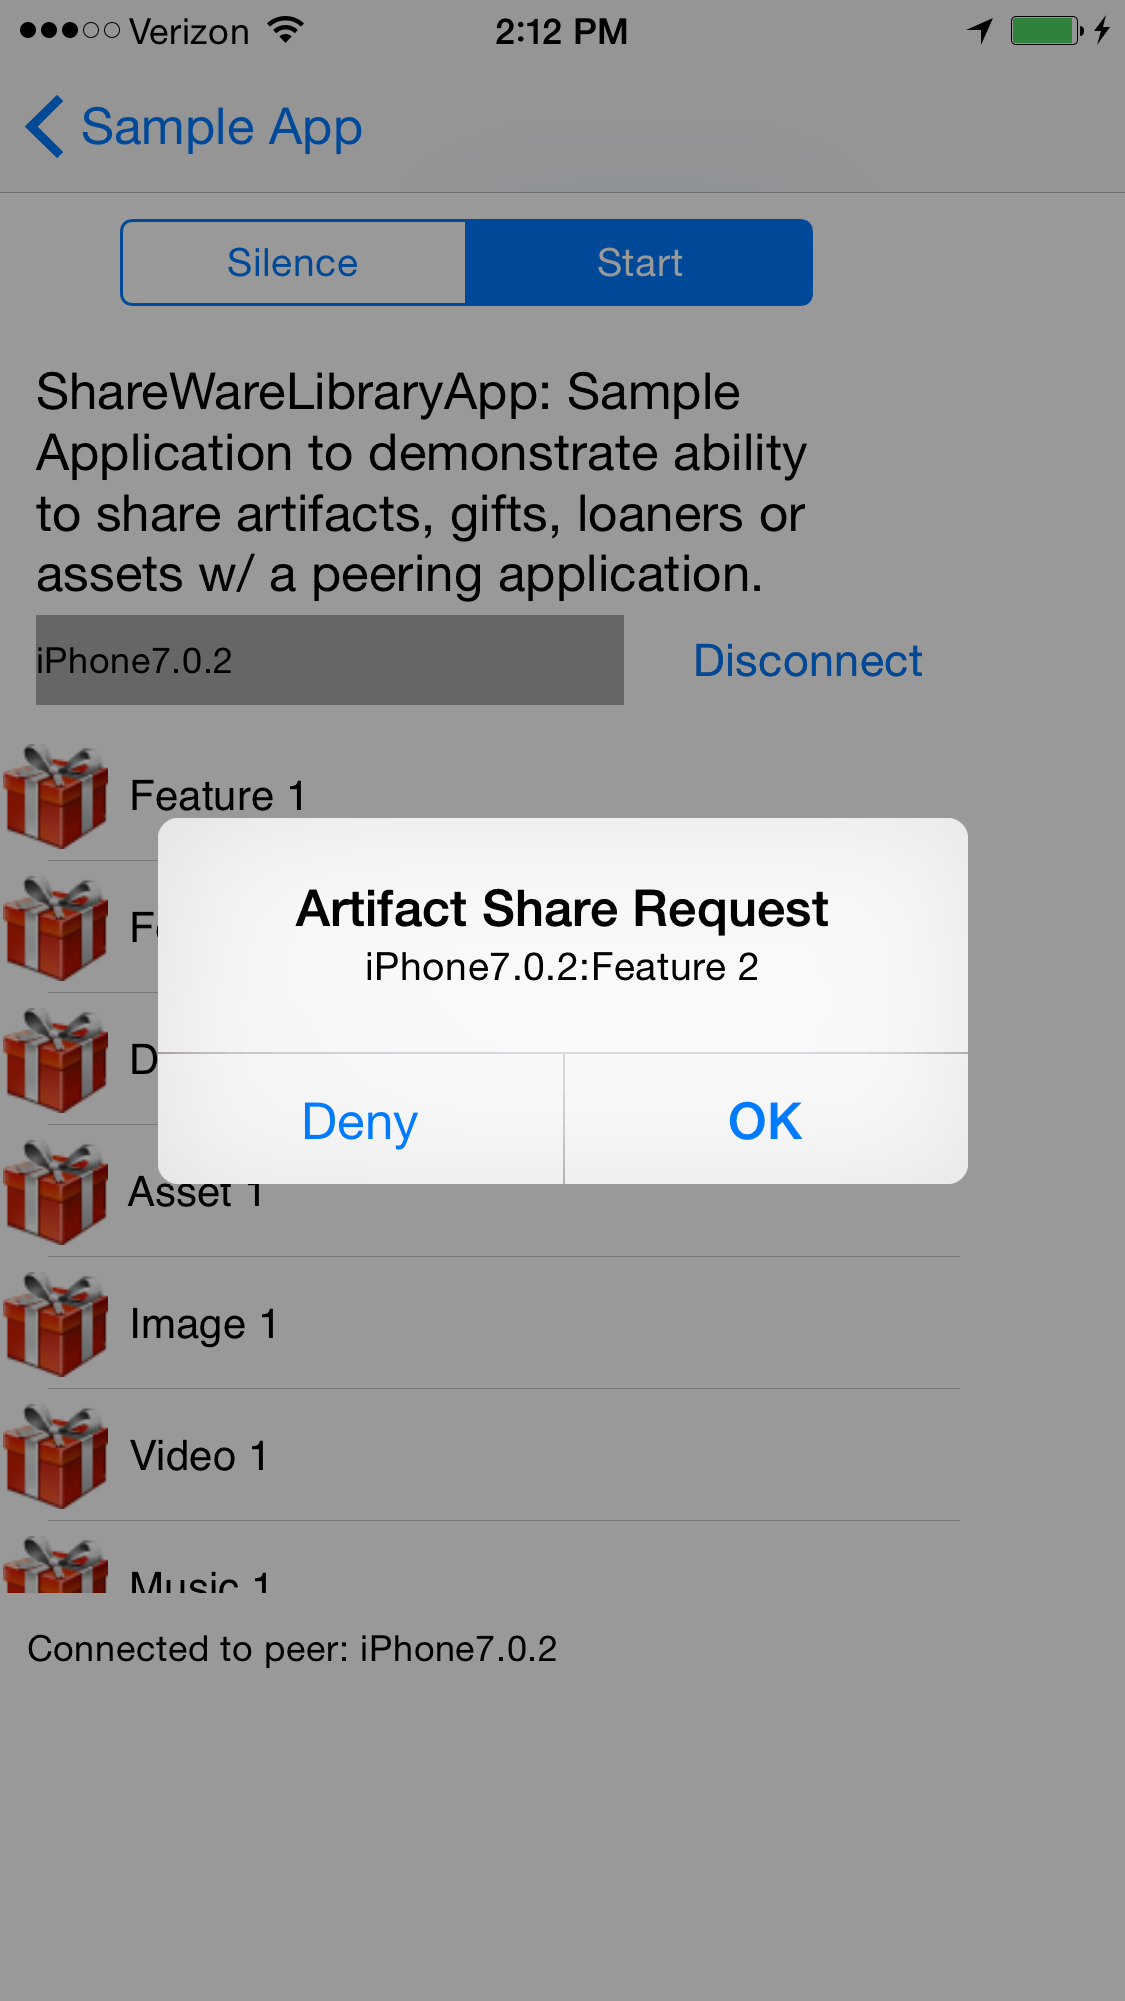 Verizon 2:12 PM
Sample App
Silence Start
ShareWareLibraryApp: Sample
Application to demonstrate ability
to share artifacts, gifts, loaners or
assets w/ a peering application.
iPhone7.0.2 Disconnect
Feature 1
Artifact Share Request
iPhone7.0.2:Feature 2
Deny OK
Asset 1
Image 1
Video 1
Music 1
Connected to peer: iPhone7.0.2